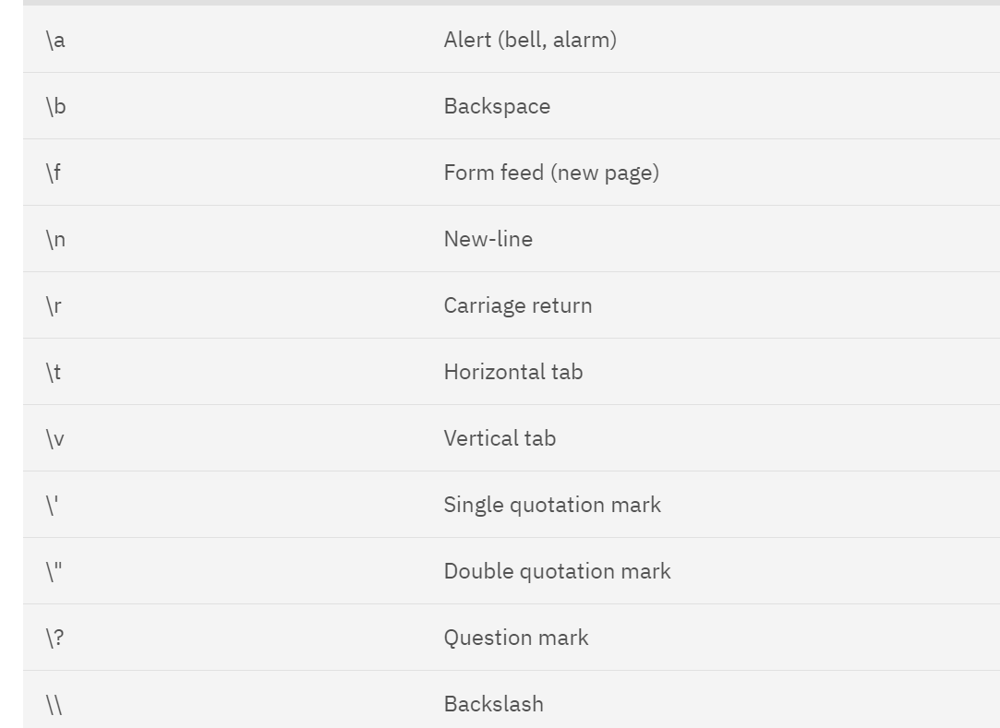 \a Alert (bell, alarm)
\b Backspace
\f Form feed (new page)
\n New-line
\r Carriage return
\t Horizontal tab
\v Vertical tab
\' Single quotation mark
\" Double quotation mark
\? Question mark
\\ Backslash